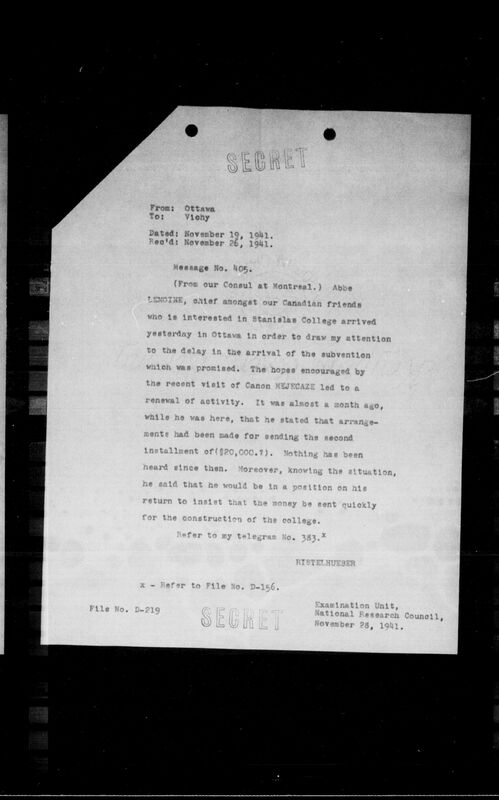 SECRET
From: Ottawa
To: Vichy
Dated: November 19, 1941.
Rec'd: November 26, 1941.
Message No. 405.
(From our Consul at Montreal.) Abbe
LEMOINE, chief amongst our Canadian friends
who is interested in Stanislas College arrived
yesterday in Ottawa in order to draw my attention
to the delay in the arrival of the subvention
which was promised. The hopes encouraged by
the recent visit of Canon MEJECAZE led to a
renewal of activity. It was almost a month ago,
while he was here, that he stated that arrange-
ments had been made for sending the second
installment of($20,000.?). Nothing has been
heard since then. Moreover, knowing the situation,
he said that he would be in a position on his
return to insist that the money be sent quickly
for the construction of the college.
Refer to my telegram No. 383.x
RISTELHUEBER
x - Refer to File No. D-156.
File No. D-219
SECRET
Examination Unit,
National Research Council,
November 28, 1941.